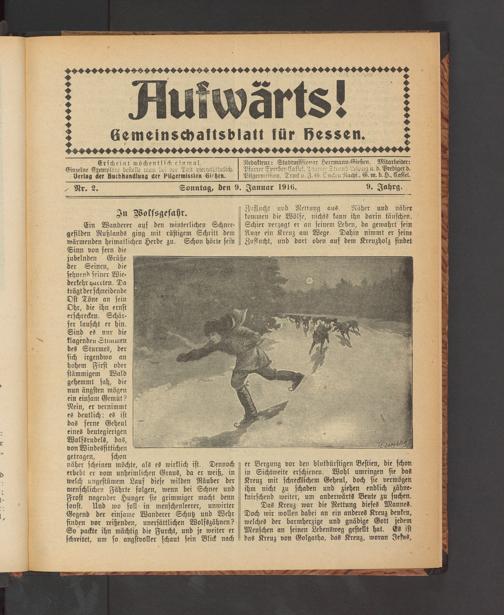 Aufwärts!
Gemeinschaftsblatt für Hessen.
Erscheint wöchentlich einmal.
Einzelne Exemplare
Verlag der Buchhandlung der Pilgermission Gießen.
Redakteur: Stadtmissionar Herrmann-Gießen. Mitarbeiter:
Nr. 2.
Sonntag, den 9. Januar 1916.
9. Jahrg.
In Wolfsgefahr.
Ein Wanderer auf den winterlichen Schnee-
gefilden Rußlands ging mit rüstigem Schritt dem
wärmenden heimatlichen Herde zu. Schon hörte sein
Sinn von fern die
jubelnden Grüße
der Seinen, die
sehnend seiner Wie-
derkehr harrten. Da
trägt der schneidende
Ost Töne an sein
Ohr, die ihn ernst
erschrecken. Schär-
fer lauscht er hin.
Sind es nur die
klagenden Stimmen
des Sturmes, der
sich irgendwo an
hohem First oder
stämmigem Wald
gehemmt sah, die
nun ängsten mögen
ein einsam Gemüt?
Nein, er vernimmt
es deutlich: es ist
das ferne Geheul
eines beutegierigen
Wolfsrudels, das,
von Windesfittichen
getragen, schon
näher scheinen möchte, als es wirklich ist. Dennoch
erbebt er vom unheimlichen Graus, da er weiß, in
welch ungestümem Lauf diese wilden Räuber der
menschlichen Fährte folgen, wenn bei Schnee und
Frost nagender Hunger sie grimmiger macht denn
sonst. Und wo soll in menschenleerer, unwirter
Gegend der einsame Wanderer Schutz und Wehr
finden vor reißenden, unersättlichen Wolfszähnen?
So packte ihn mächtig die Furcht, und je weiter er
schreitet, um so angstvoller schaut sein Blick nach
Zuflucht und Rettung aus. Näher und näher
kommen die Wölfe, nichts kann ihn darin täuschen.
Schier verzagt er an seinem Leben, da gewahrt sein
Auge ein Kreuz am Wege. Dahin nimmt er seine
Zuflucht, und dort oben auf dem Kreuzholz findet
er Bergung vor den blutdürstigen Bestien, die schon
in Sichtweite erschienen. Wohl umringen sie das
Kreuz mit schrecklichem Geheul, doch sie vermögen
ihm nicht zu schaden und ziehen endlich zähne-
knirschend weiter, um anderwärts Beute zu suchen.
Das Kreuz war die Rettung dieses Mannes.
Doch wir wollen dabei an ein anderes Kreuz denken,
welches der barmherzige und gnädige Gott jedem
Menschen an seinen Lebensweg gestellt hat. Es ist
das Kreuz von Golgatha, das Kreuz, woran Jesus,